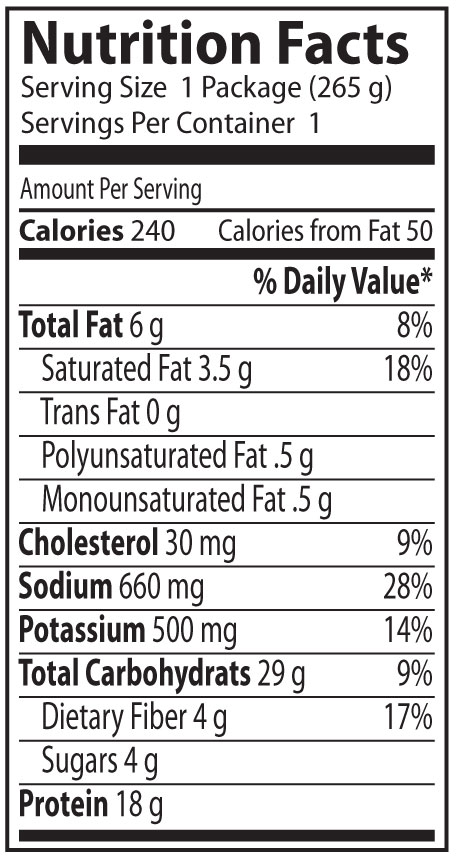 Nutrition Facts
Serving Size 1 Package (265 g)
Servings Per Container 1
Amount Per Serving
Calories 240 Calories from Fat 50
% Daily Value*
Total Fat 6 g 8%
Saturated Fat 3.5 g 18%
Trans Fat 0 g
Polyunsaturated Fat .5 g
Monounsaturated Fat .5 g
Cholesterol 30 mg 9%
Sodium 660 mg 28%
Potassium 500 mg 14%
Total Carbohydrats 29 g 9%
Dietary Fiber 4 g 17%
Sugars 4 g
Protein 18 g